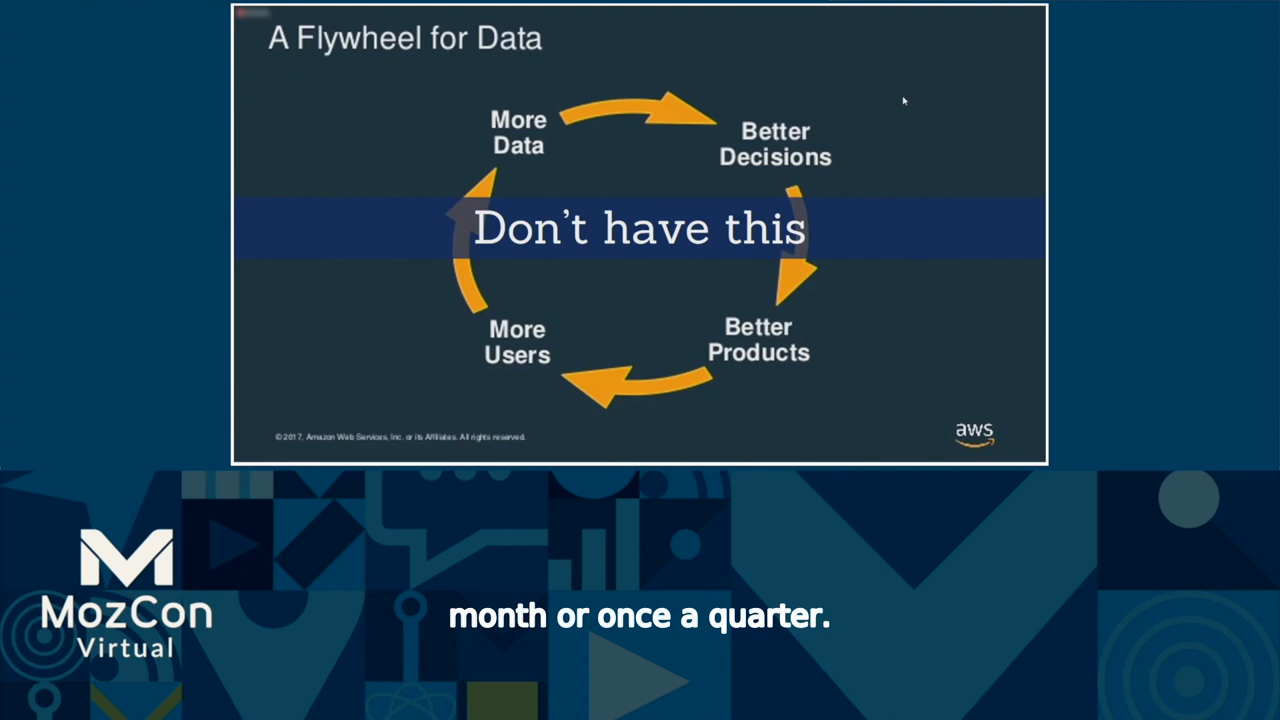 A Flywheel for Data
More
Data
Better
Decisions
Don't have this
More
Users
Better
Products
© 2017, Amazon Web Services, Inc. or its Affiliates. All rights reserved.
aws
MozCon
Virtual
month or once a quarter.